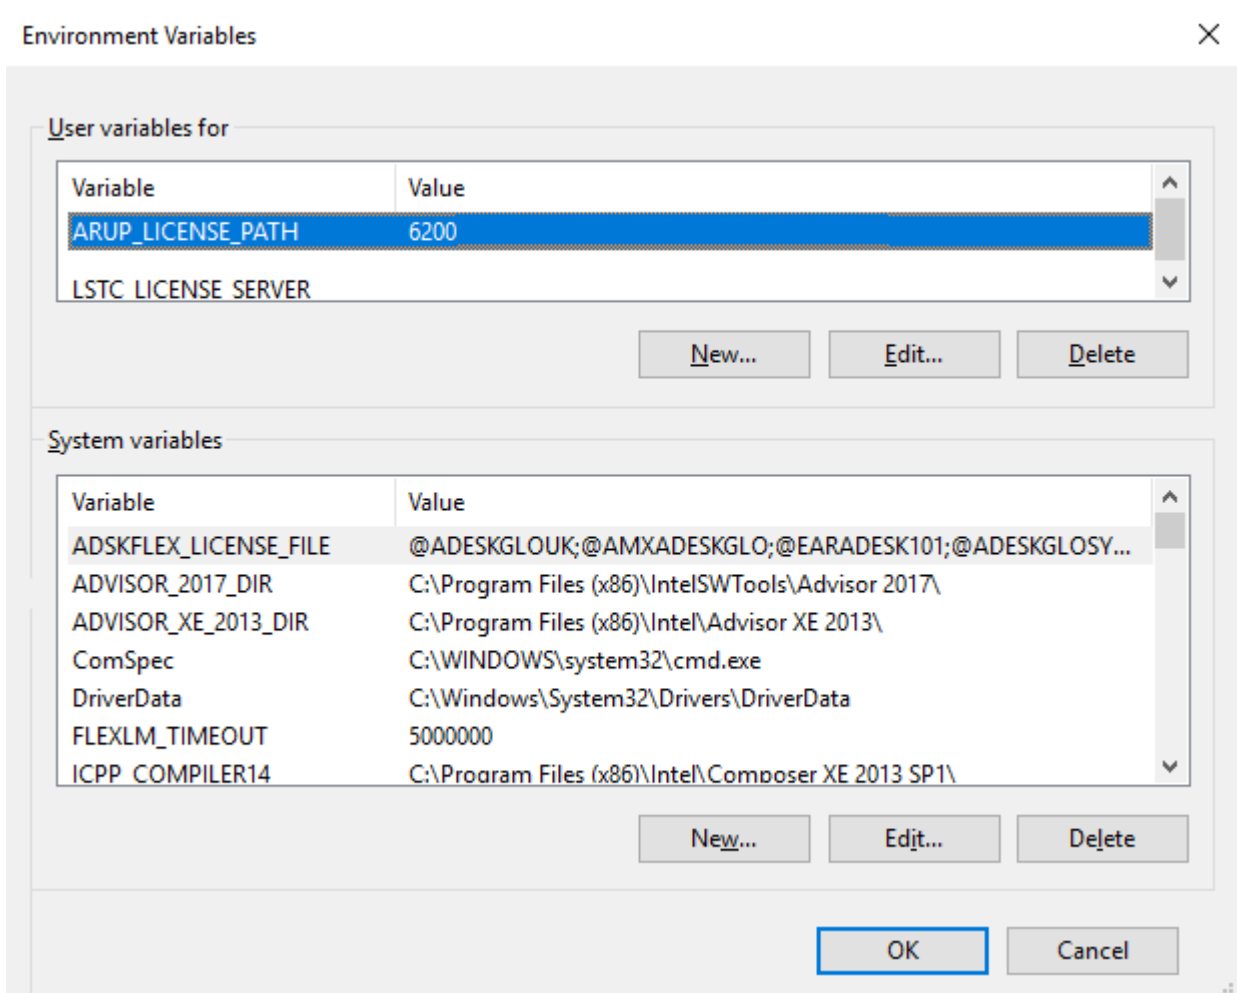 Environment Variables
User variables for
Variable Value
ARUP_LICENSE_PATH 6200
LSTC_LICENSE_SERVER
New... Edit... Delete
System variables
Variable Value
ADSKFLEX_LICENSE_FILE @ADESKGLOUK;@AMXADESKGLO;@EARADESK101;@ADESKGLOSY...
ADVISOR_2017_DIR C:\Program Files (x86)\IntelSWTools\Advisor 2017\
ADVISOR_XE_2013_DIR C:\Program Files (x86)\Intel\Advisor XE 2013\
ComSpec C:\WINDOWS\system32\cmd.exe
DriverData C:\Windows\System32\Drivers\DriverData
FLEXLM_TIMEOUT 5000000
ICPP_COMPILER14 C:\Program Files (x86)\Intel\Composer XE 2013 SP1\
New... Edit... Delete
OK Cancel